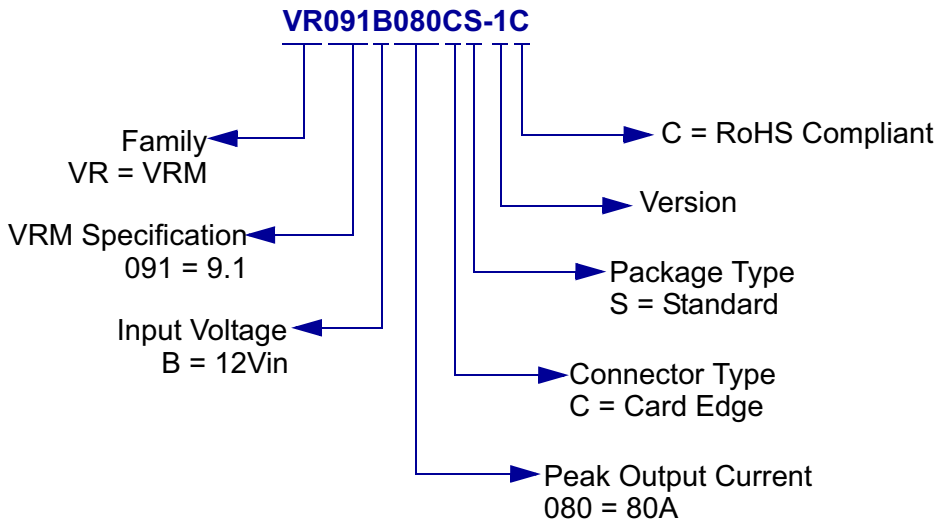 VR091B080CS-1C
Family
VR = VRM
C = RoHS Compliant
VRM Specification
091 = 9.1
Version
Input Voltage
B = 12Vin
Package Type
S = Standard
Connector Type
C = Card Edge
Peak Output Current
080 = 80A